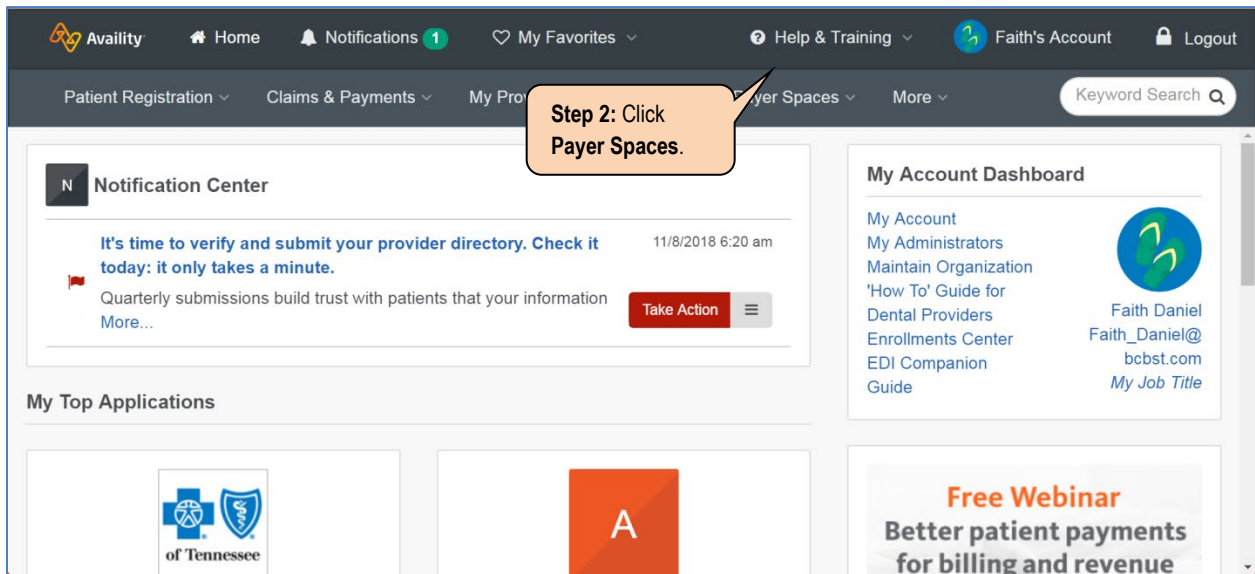 Availity Home Notifications 1 My Favorites Help & Training Faith's Account Logout
Patient Registration Claims & Payments My Pro Payer Spaces More Keyword Search
Step 2: Click
Payer Spaces.
N Notification Center
It's time to verify and submit your provider directory. Check it
today: it only takes a minute.
11/8/2018 6:20 am
Quarterly submissions build trust with patients that your information
More...
Take Action
My Top Applications
of Tennessee
A
My Account Dashboard
My Account
My Administrators
Maintain Organization
'How To' Guide for
Dental Providers
Enrollments Center
EDI Companion
Guide
Faith Daniel
Faith_Daniel@
bcbst.com
My Job Title
Free Webinar
Better patient payments
for billing and revenue